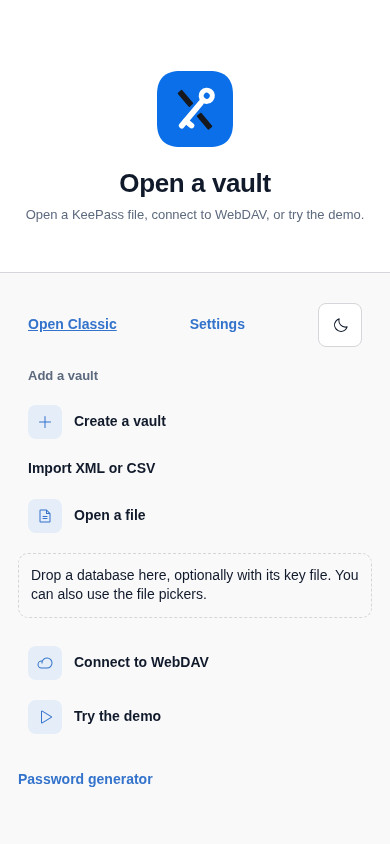 Open a vault
Open a KeePass file, connect to WebDAV, or try the demo.
Open Classic
Settings
Add a vault
Create a vault
Import XML or CSV
Open a file
Drop a database here, optionally with its key file. You
can also use the file pickers.
Connect to WebDAV
Try the demo
Password generator